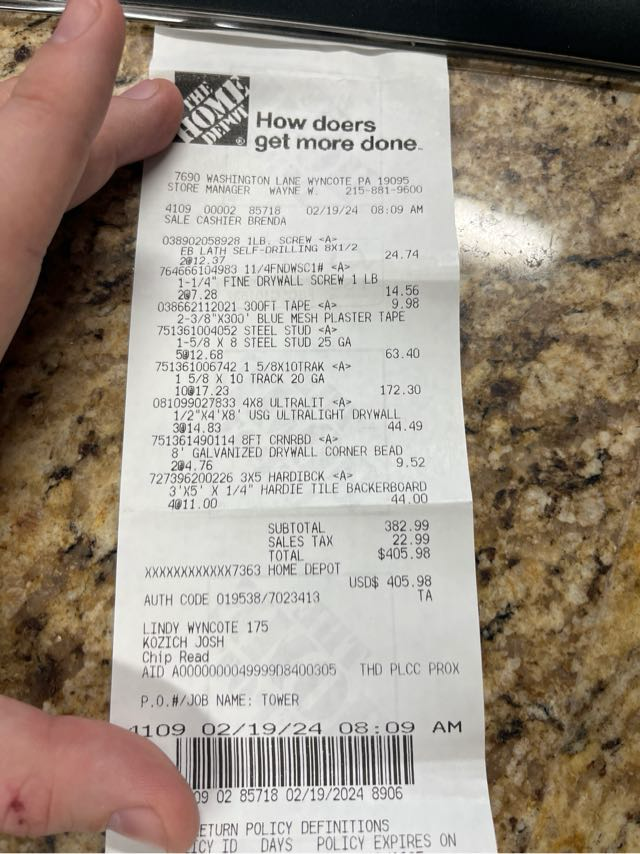 THE
HOME
DEPOT
®
How doers
get more done™
7690 WASHINGTON LANE WYNCOTE PA 19095
STORE MANAGER WAYNE W. 215-881-9600
4109 00002 85718 02/19/24 08:09 AM
SALE CASHIER BRENDA
038902058928 1LB. SCREW <A>
EB LATH SELF-DRILLING 8X1/2
2@12.37 24.74
764666104983 11/4FNDWSC1# <A>
1-1/4" FINE DRYWALL SCREW 1 LB
2@7.28 14.56
038662112021 300FT TAPE <A> 9.98
2-3/8"X300' BLUE MESH PLASTER TAPE
751361004052 STEEL STUD <A>
1-5/8 X 8 STEEL STUD 25 GA
5@12.68 63.40
751361006742 1 5/8X10TRAK <A>
1 5/8 X 10 TRACK 20 GA
10@17.23 172.30
081099027833 4X8 ULTRALIT <A>
1/2"X4'X8' USG ULTRALIGHT DRYWALL
3@14.83 44.49
751361490114 8FT CRNRBD <A>
8' GALVANIZED DRYWALL CORNER BEAD
2@4.76 9.52
727396200226 3X5 HARDIBCK <A>
3'X5' X 1/4" HARDIE TILE BACKERBOARD
4@11.00 44.00
SUBTOTAL 382.99
SALES TAX 22.99
TOTAL $405.98
XXXXXXXXXXXX7363 HOME DEPOT
USD$ 405.98
AUTH CODE 019538/7023413 TA
LINDY WYNCOTE 175
KOZICH JOSH
Chip Read
AID A0000000049999D8400305 THD PLCC PROX
P.O.#/JOB NAME: TOWER
4109 02/19/24 08:09 AM
09 02 85718 02/19/2024 8906
ETURN POLICY DEFINITIONS
ICY ID DAYS POLICY EXPIRES ON